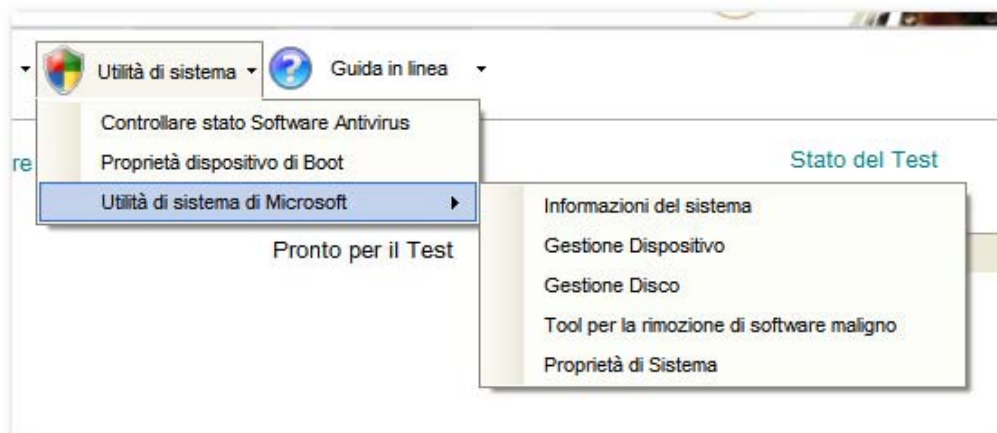 Utilità di sistema
Guida in linea
Controllare stato Software Antivirus
re
Proprietà dispositivo di Boot
Stato del Test
Utilità di sistema di Microsoft
Informazioni del sistema
Pronto per il Test
Gestione Dispositivo
Gestione Disco
Tool per la rimozione di software maligno
Proprietà di Sistema